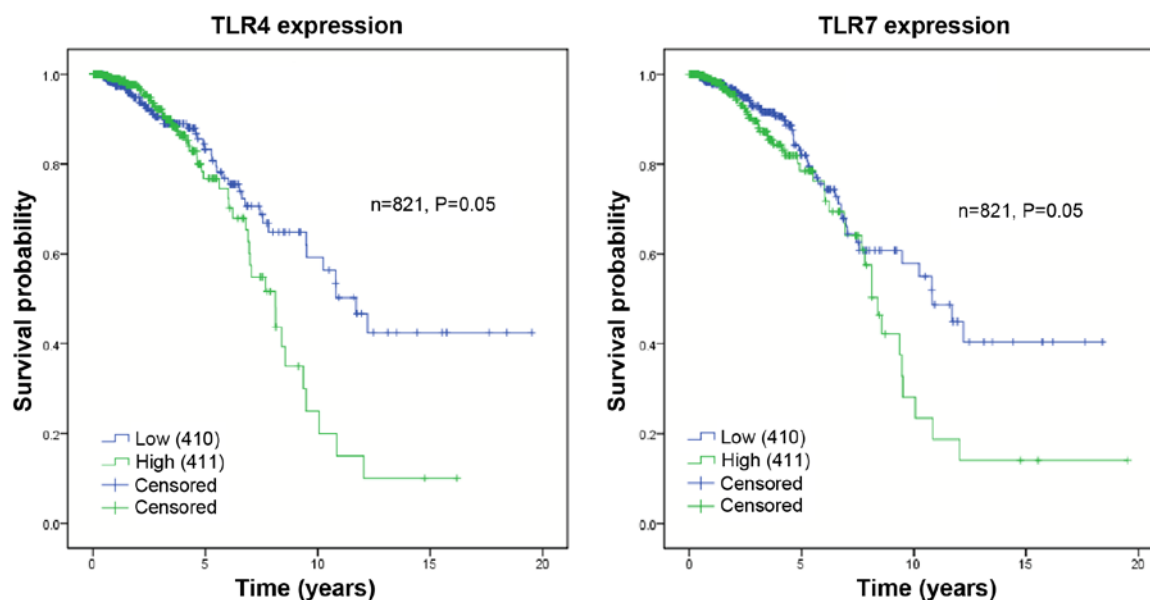 TLR4 expression
Survival probability
1.0
0.8
0.6
0.4
0.2
0.0
n=821, P=0.05
Low (410)
High (411)
Censored
Censored
0 5 10 15 20
Time (years)
TLR7 expression
Survival probability
1.0
0.8
0.6
0.4
0.2
0.0
n=821, P=0.05
Low (410)
High (411)
Censored
Censored
0 5 10 15 20
Time (years)